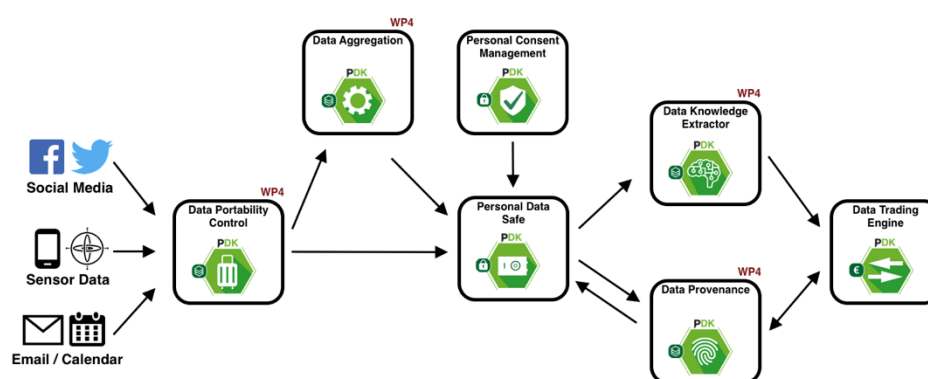 WP4
Data Aggregation
PDK
Personal Consent
Management
PDK
WP4
Data Knowledge
Extractor
PDK
Social Media
WP4
Data Portability
Control
PDK
Personal Data
Safe
PDK
Data Trading
Engine
PDK
€
Sensor Data
WP4
Data Provenance
PDK
Email / Calendar